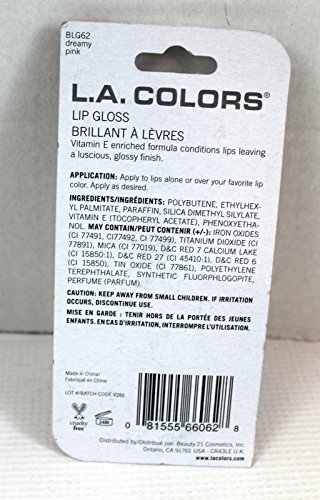 BLG62
dreamy
pink
L.A. COLORS®
LIP GLOSS
BRILLANT À LÈVRES
Vitamin E enriched formula conditions lips leaving
a luscious, glossy finish.
APPLICATION: Apply to lips alone or over your favorite lip
color. Apply as desired.
INGREDIENTS/INGRÉDIENTS: POLYBUTENE, ETHYLHEX-
YL PALMITATE, PARAFFIN, SILICA DIMETHYL SILYLATE,
VITAMIN E (TOCOPHERYL ACETATE), PHENOXYETHA-
NOL. MAY CONTAIN/PEUT CONTENIR (+/-): IRON OXIDES
(CI 77491, CI77492, CI 77499), TITANIUM DIOXIDE (CI
77891), MICA (CI 77019), D&C RED 7 CALCIUM LAKE
(CI 15850:1), D&C RED 27 (CI 45410:1), D&C RED 6
(CI 15850), TIN OXIDE (CI 77861), POLYETHYLENE
TEREPHTHALATE, SYNTHETIC FLUORPHLOGOPITE,
PERFUME (PARFUM).
CAUTION: KEEP AWAY FROM SMALL CHILDREN. IF IRRITATION
OCCURS, DISCONTINUE USE.
MISE EN GARDE : TENIR HORS DE LA PORTÉE DES JEUNES
ENFANTS. EN CAS D'IRRITATION, INTERROMPRE L'UTILISATION.
Made in China/
Fabriqué en Chine
LOT #/BATCH CODE 9286
cruelty
free
24M
0 81555 66062 8
Distributed by/Distribué par. Beauty 21 Cosmetics, Inc.
Ontario, CA 91761 USA - CR43LE U.K.
www.lacolors.com